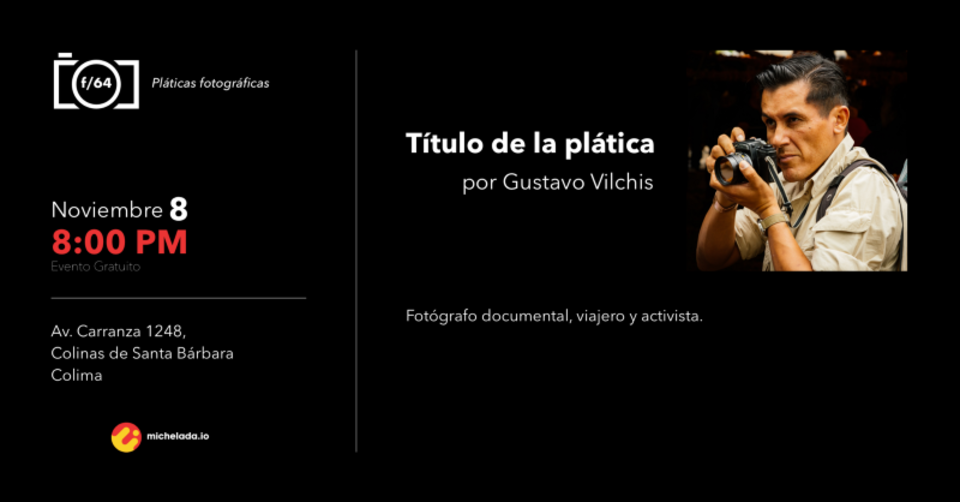 f/64
Pláticas fotográficas
Noviembre 8
8:00 PM
Evento Gratuito
Av. Carranza 1248,
Colinas de Santa Bárbara
Colima
michelada.io
Título de la plática
por Gustavo Vilchis
Fotógrafo documental, viajero y activista.